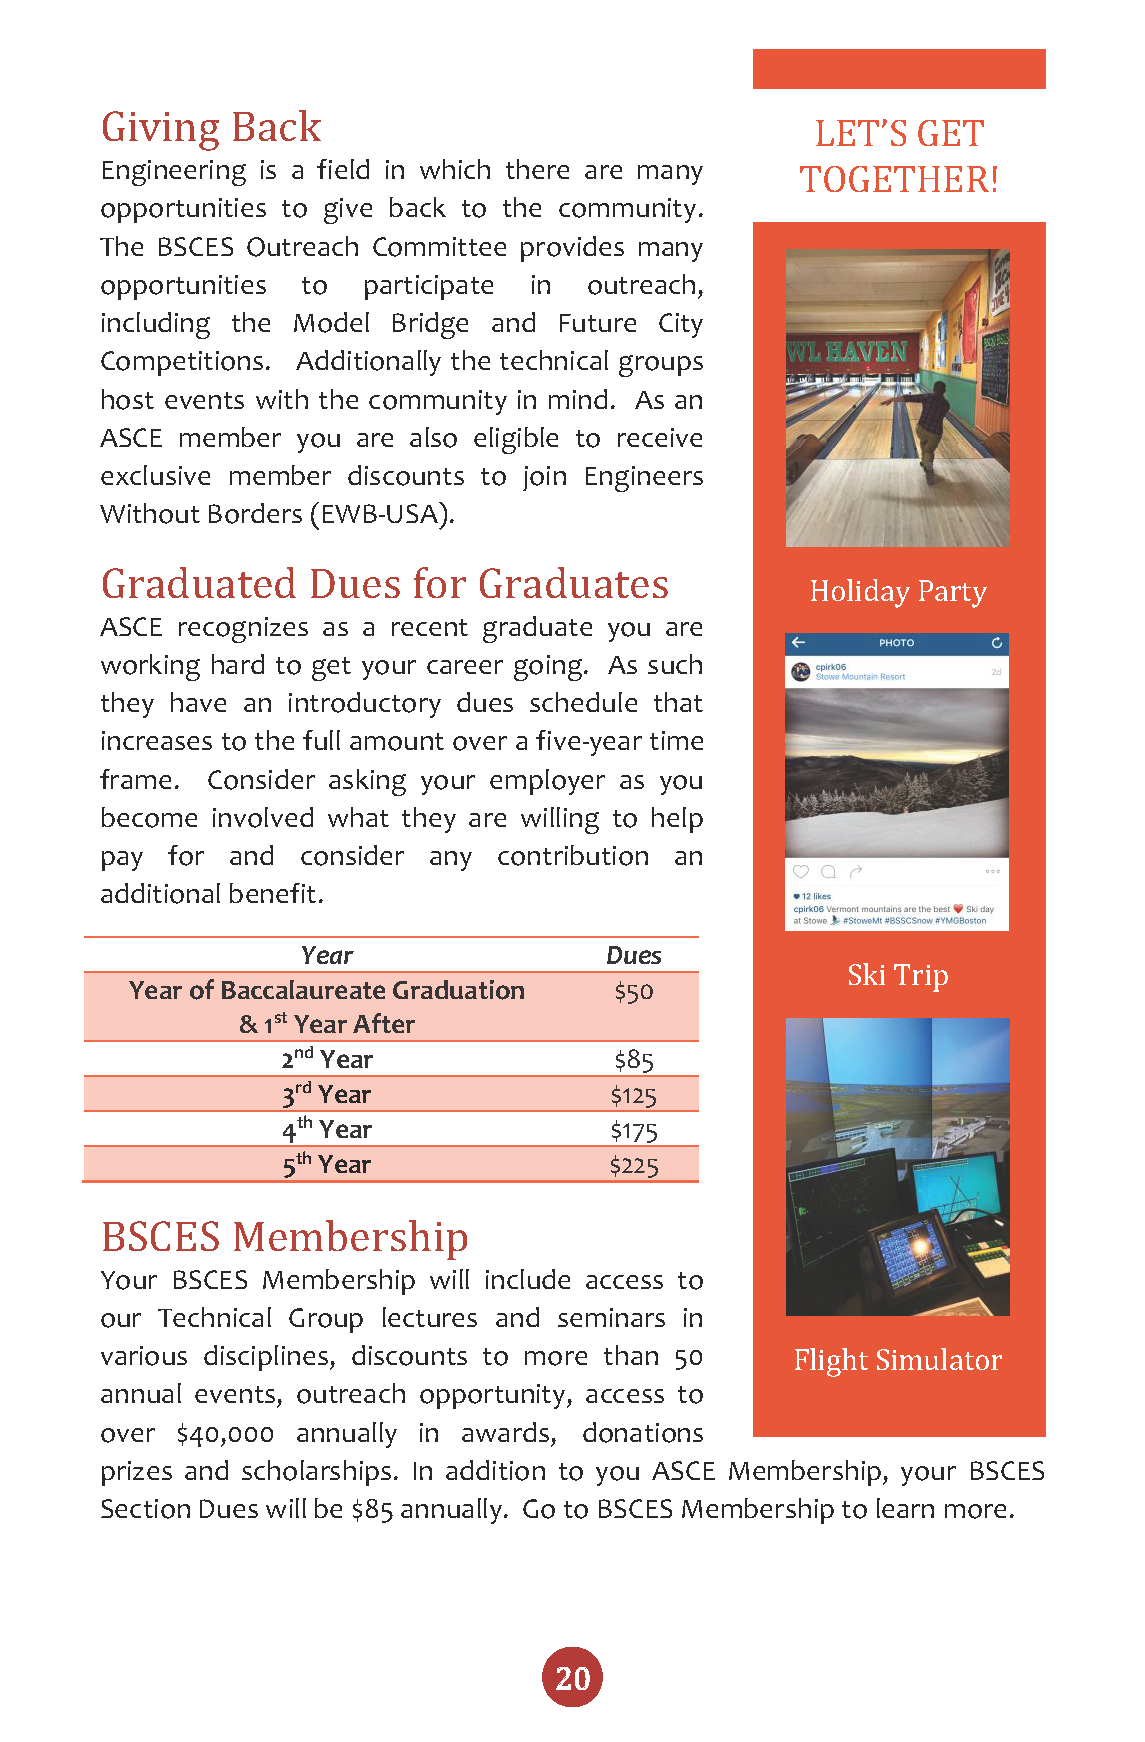 Giving Back
Engineering is a field in which there are many
opportunities to give back to the community.
The BSCES Outreach Committee provides many
opportunities to participate in outreach,
including the Model Bridge and Future City
Competitions. Additionally the technical groups
host events with the community in mind. As an
ASCE member you are also eligible to receive
exclusive member discounts to join Engineers
Without Borders (EWB-USA).
Graduated Dues for Graduates
ASCE recognizes as a recent graduate you are
working hard to get your career going. As such
they have an introductory dues schedule that
increases to the full amount over a five-year time
frame. Consider asking your employer as you
become involved what they are willing to help
pay for and consider any contribution an
additional benefit.
Year Dues
Year of Baccalaureate Graduation $50
& 1st Year After
2nd Year $85
3rd Year $125
4th Year $175
5th Year $225
BSCES Membership
Your BSCES Membership will include access to
our Technical Group lectures and seminars in
various disciplines, discounts to more than 50
annual events, outreach opportunity, access to
over $40,000 annually in awards, donations
prizes and scholarships. In addition to you ASCE Membership, your BSCES
Section Dues will be $85 annually. Go to BSCES Membership to learn more.
LET'S GET
TOGETHER!
WL HAVEN
Holiday Party
PHOTO
cpirk06
Stowe Mountain Resort
2d
12 likes
cpirk06 Vermont mountains are the best ❤ Ski day
at Stowe #StoweMt #BSSCSnow #YMGBoston
Ski Trip
Flight Simulator
20